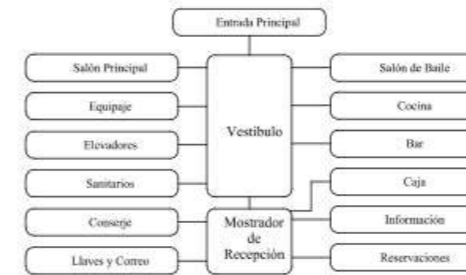 Entrada Principal
Salón Principal
Salón de Baile
Equipaje
Cocina
Vestibulo
Elevadores
Bar
Sanitarios
Caja
Conserje
Mostrador
de
Recepción
Información
Llaves y Correo
Reservaciones